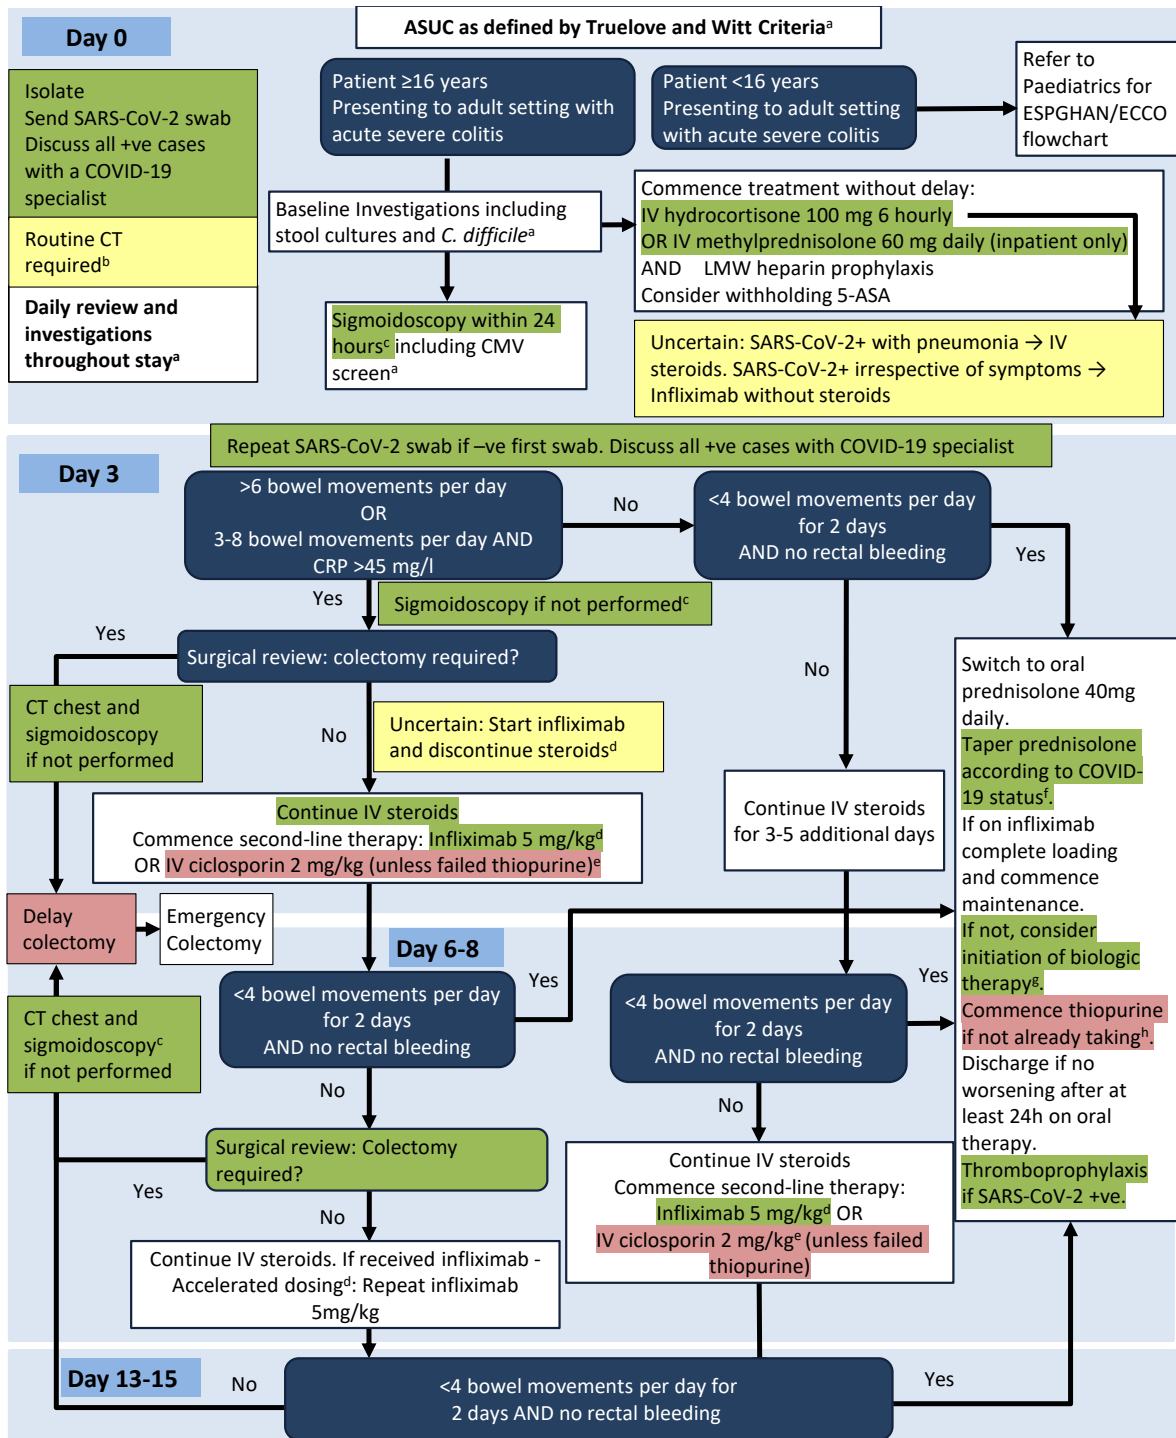 Day 0
ASUC as defined by Truelove and Witt Criteriaᵃ
Isolate
Send SARS-CoV-2 swab
Discuss all +ve cases
with a COVID-19
specialist
Routine CT
requiredᵇ
Daily review and
investigations
throughout stayᵃ
Patient ≥16 years
Presenting to adult setting with
acute severe colitis
Patient <16 years
Presenting to adult setting
with acute severe colitis
Refer to
Paediatrics for
ESPGHAN/ECCO
flowchart
Baseline Investigations including
stool cultures and C. difficileᵃ
Commence treatment without delay:
IV hydrocortisone 100 mg 6 hourly
OR IV methylprednisolone 60 mg daily (inpatient only)
AND LMW heparin prophylaxis
Consider withholding 5-ASA
Sigmoidoscopy within 24
hoursᶜ including CMV
screenᵃ
Uncertain: SARS-CoV-2+ with pneumonia → IV
steroids. SARS-CoV-2+ irrespective of symptoms →
Infliximab without steroids
Repeat SARS-CoV-2 swab if –ve first swab. Discuss all +ve cases with COVID-19 specialist
Day 3
>6 bowel movements per day
OR
3-8 bowel movements per day AND
CRP >45 mg/l
No
<4 bowel movements per day
for 2 days
AND no rectal bleeding
Yes
Yes
Sigmoidoscopy if not performedᶜ
Yes
Surgical review: colectomy required?
No
CT chest and
sigmoidoscopy
if not performed
No
Uncertain: Start infliximab
and discontinue steroidsᵈ
Continue IV steroids
Commence second-line therapy: Infliximab 5 mg/kgᵈ
OR IV ciclosporin 2 mg/kg (unless failed thiopurine)ᵉ
Continue IV steroids
for 3-5 additional days
Switch to oral
prednisolone 40mg
daily.
Taper prednisolone
according to COVID-
19 statusᶠ.
If on infliximab
complete loading
and commence
maintenance.
If not, consider
initiation of biologic
therapyᵍ.
Commence thiopurine
if not already takingʰ.
Discharge if no
worsening after at
least 24h on oral
therapy.
Thromboprophylaxis
if SARS-CoV-2 +ve.
Delay
colectomy
Emergency
Colectomy
Day 6-8
<4 bowel movements per day
for 2 days
AND no rectal bleeding
Yes
<4 bowel movements per day
for 2 days
AND no rectal bleeding
Yes
CT chest and
sigmoidoscopyᶜ
if not performed
No
No
Surgical review: Colectomy
required?
Yes
No
Continue IV steroids
Commence second-line therapy:
Infliximab 5 mg/kgᵈ OR
IV ciclosporin 2 mg/kgᵉ (unless failed
thiopurine)
Continue IV steroids. If received infliximab -
Accelerated dosingᵈ: Repeat infliximab
5mg/kg
Day 13-15
No
<4 bowel movements per day for
2 days AND no rectal bleeding
Yes